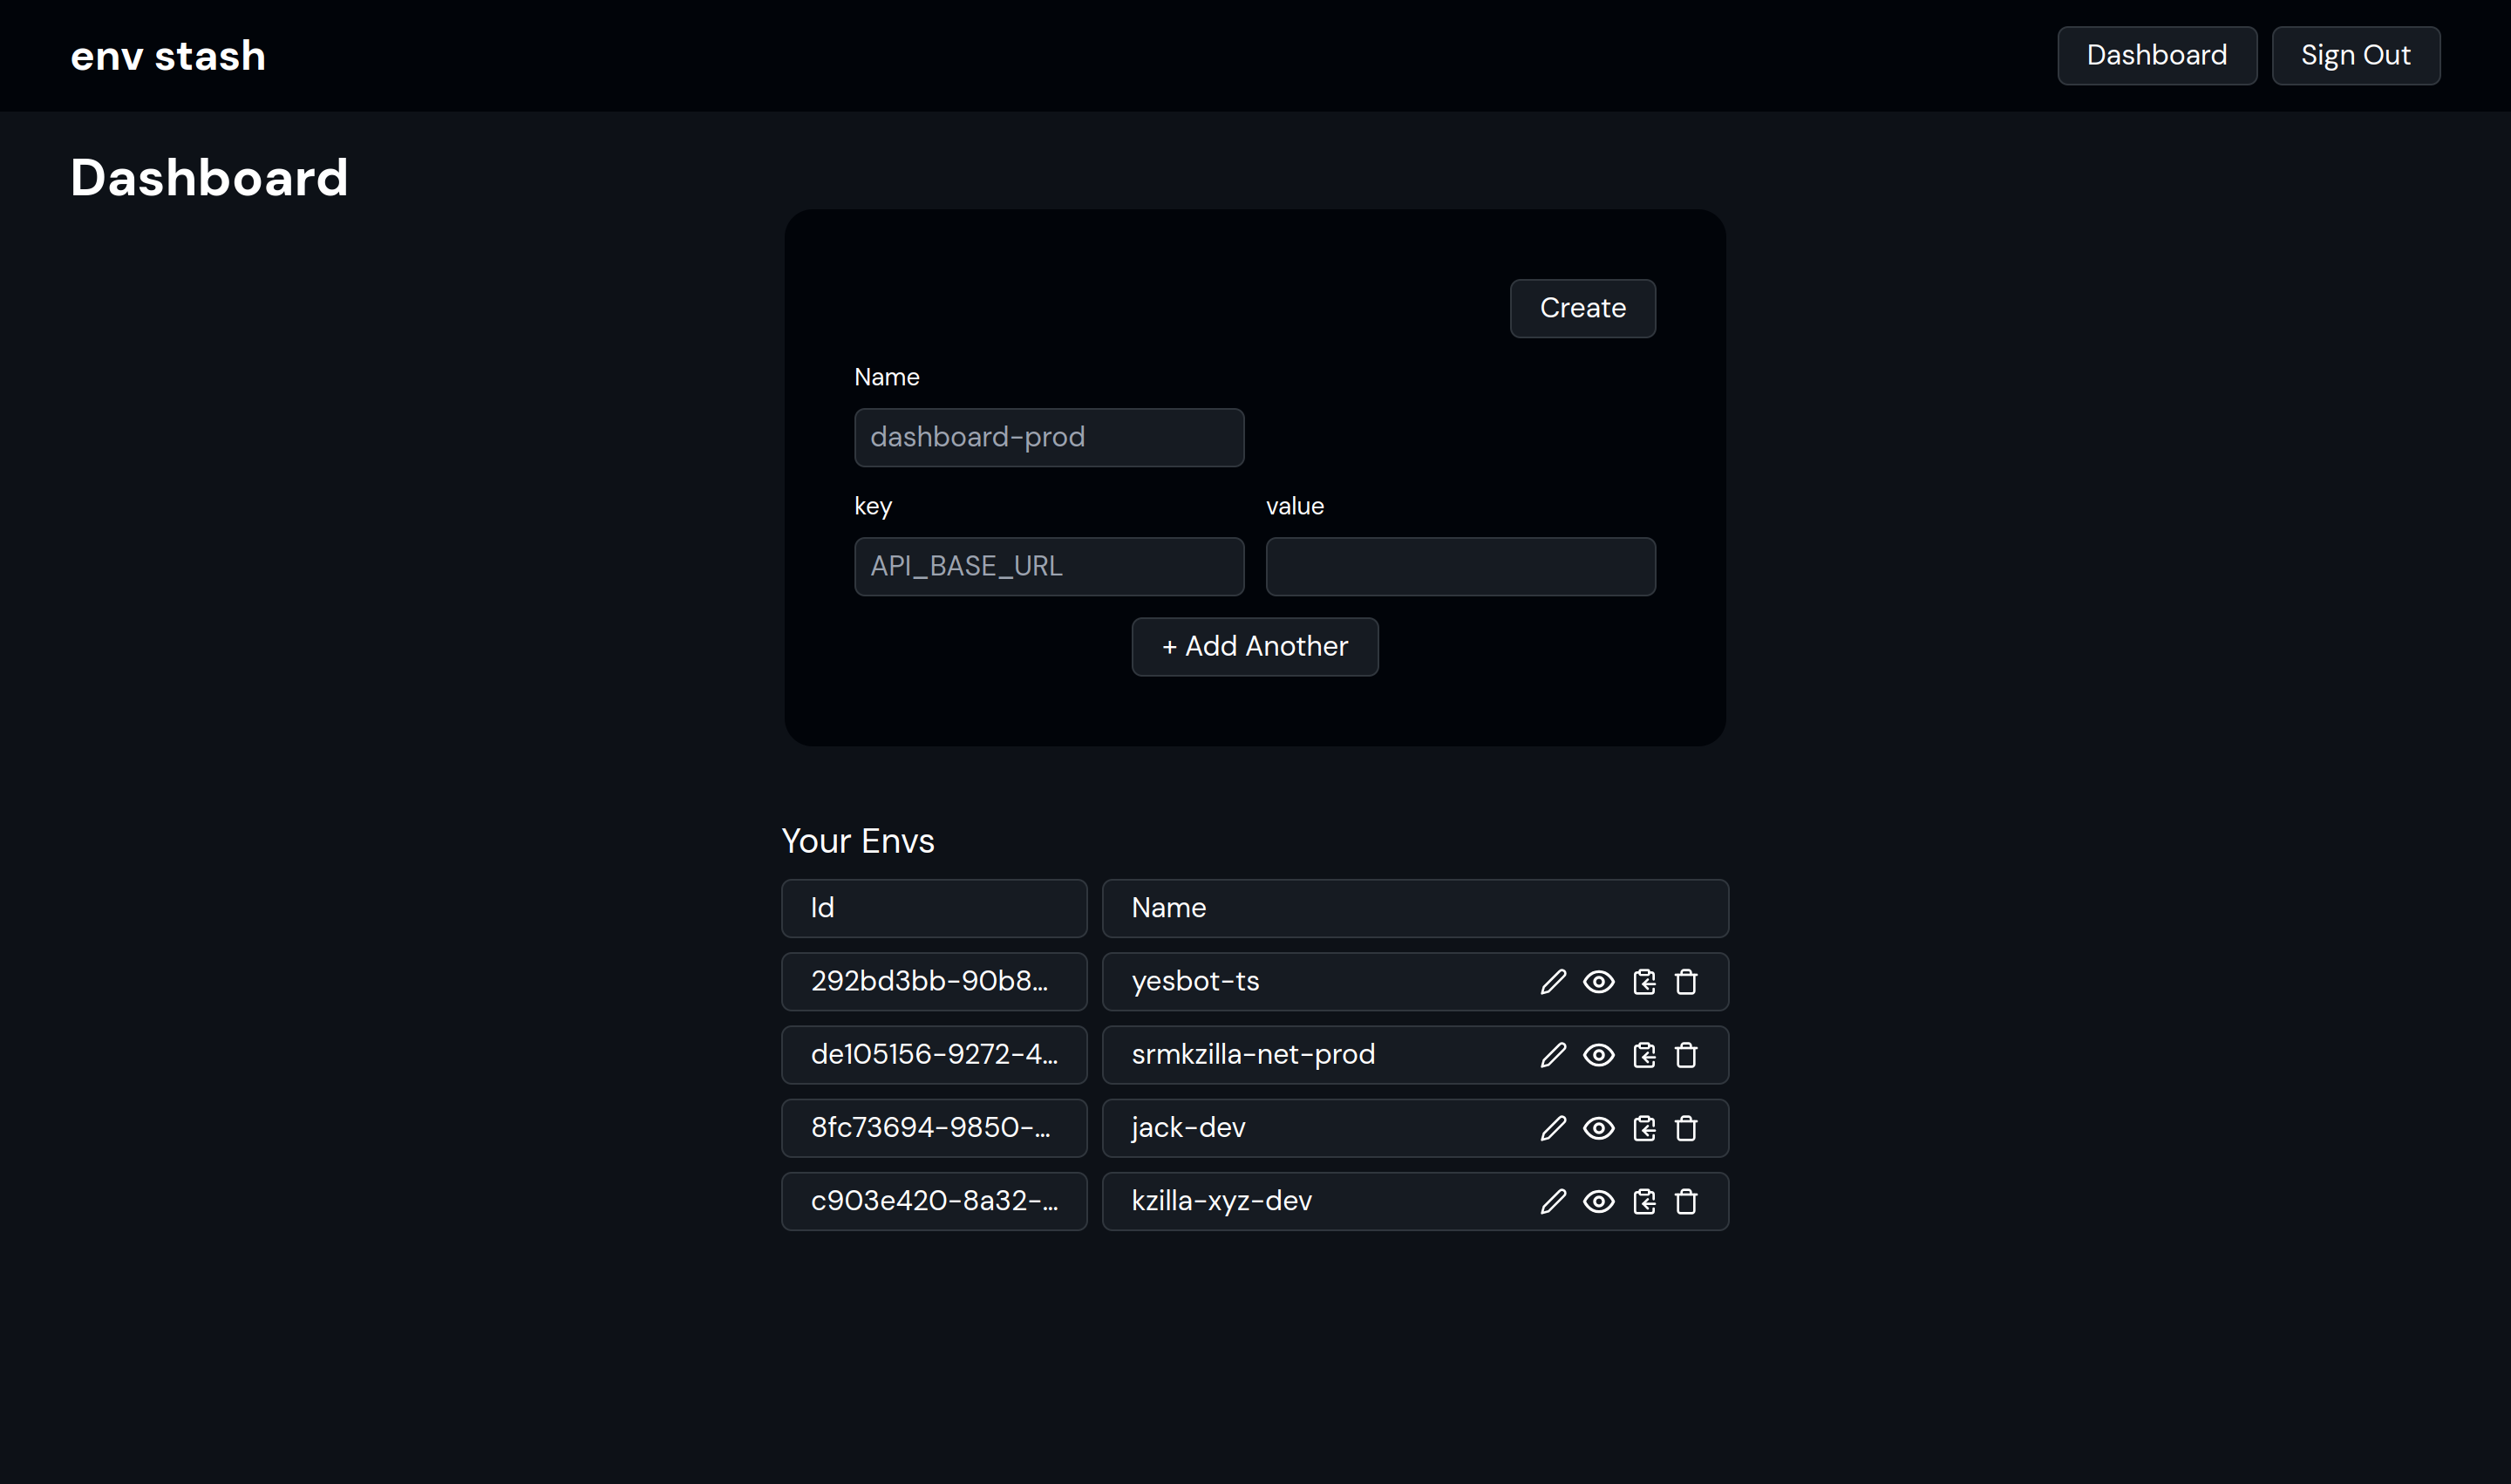 env stash
Dashboard
Sign Out
Dashboard
Create
Name
dashboard-prod
key
value
API_BASE_URL
+ Add Another
Your Envs
Id
Name
292bd3bb-90b8...
yesbot-ts
de105156-9272-4...
srmkzilla-net-prod
8fc73694-9850-...
jack-dev
c903e420-8a32-...
kzilla-xyz-dev